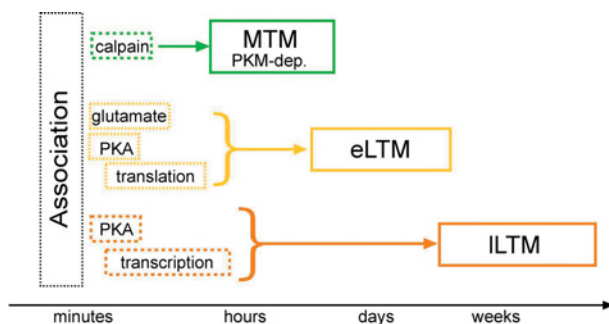 Association
calpain
MTM
PKM-dep.
glutamate
PKA
translation
eLTM
PKA
transcription
lLTM
minutes hours days weeks